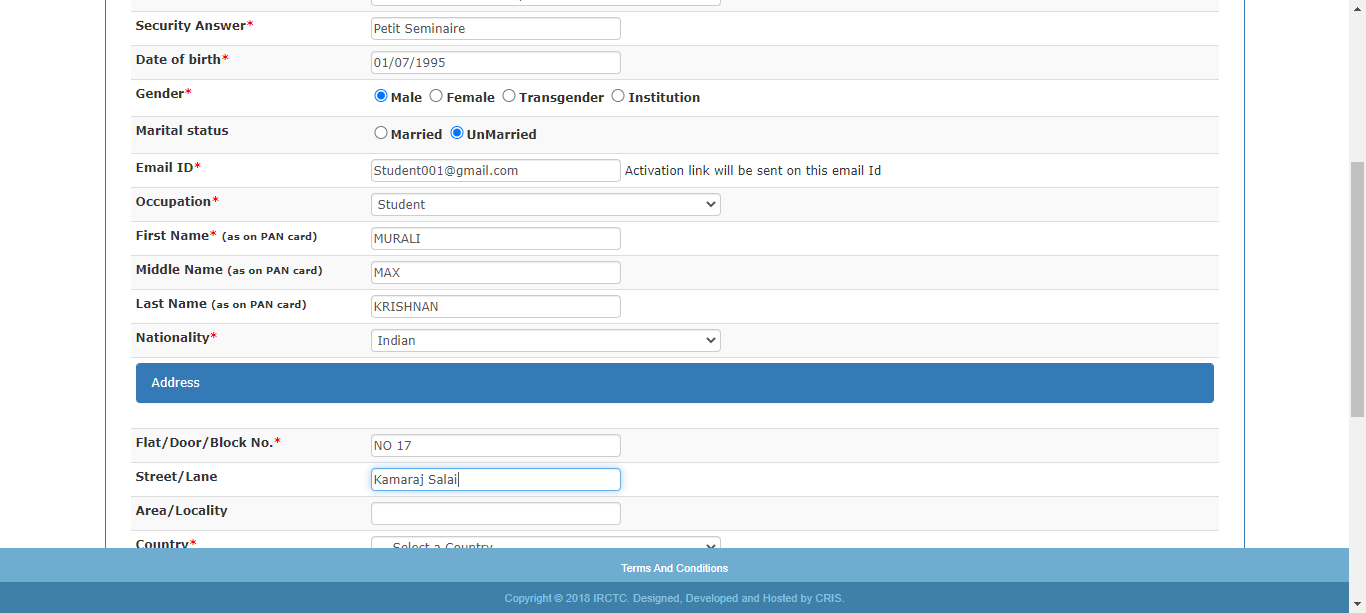 Security Answer* Petit Seminaire
Date of birth* 01/07/1995
Gender* Male Female Transgender Institution
Marital status Married UnMarried
Email ID* Student001@gmail.com Activation link will be sent on this email Id
Occupation* Student
First Name* (as on PAN card) MURALI
Middle Name (as on PAN card) MAX
Last Name (as on PAN card) KRISHNAN
Nationality* Indian
Address
Flat/Door/Block No.* NO 17
Street/Lane Kamaraj Salai
Area/Locality
Country* Select a Country
Terms And Conditions
Copyright © 2018 IRCTC. Designed, Developed and Hosted by CRIS.